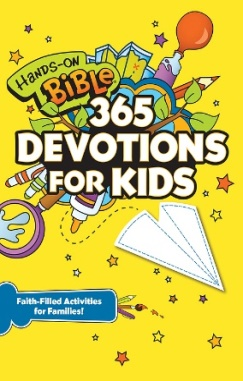 HANDS-ON
BIBLE
365
DEVOTIONS
FOR KIDS
Faith-Filled Activities
for Families!